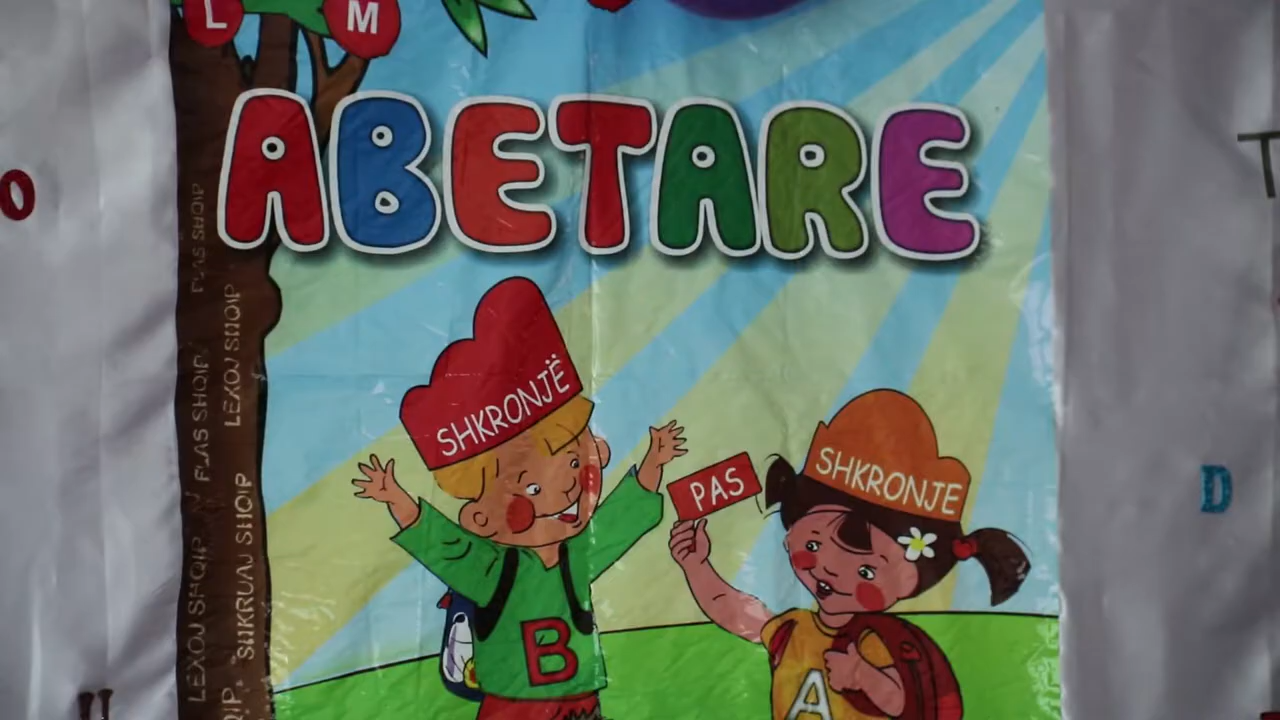 L M
ABETARE
O
T
SHKRONJË
PAS
SHKRONJE
D
B
A
FLAS SHQIP
LEXOJ SHQIP
FLAS SHQIP
SHKRUAJ SHQIP
LEXOJ SHQIP